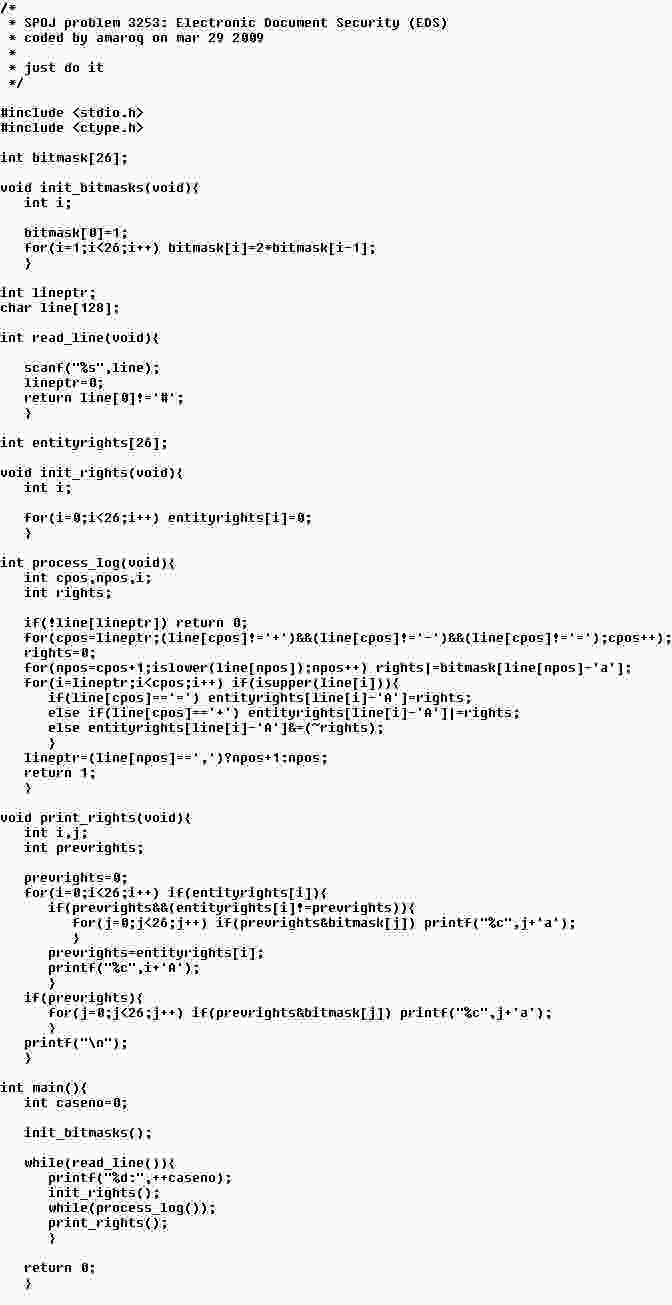 /*
 * SPOJ problem 3253: Electronic Document Security (EDS)
 * coded by amaroq on mar 29 2009
 *
 * just do it
 */

#include <stdio.h>
#include <ctype.h>

int bitmask[26];

void init_bitmasks(void){
   int i;

   bitmask[0]=1;
   for(i=1;i<26;i++) bitmask[i]=2*bitmask[i-1];
   }

int lineptr;
char line[128];

int read_line(void){

   scanf("%s",line);
   lineptr=0;
   return line[0]!='#';
   }

int entityrights[26];

void init_rights(void){
   int i;

   for(i=0;i<26;i++) entityrights[i]=0;
   }

int process_log(void){
   int cpos,npos,i;
   int rights;

   if(!line[lineptr]) return 0;
   for(cpos=lineptr;(line[cpos]!='+')&&(line[cpos]!='-')&&(line[cpos]!='=');cpos++);
   rights=0;
   for(npos=cpos+1;islower(line[npos]);npos++) rights|=bitmask[line[npos]-'a'];
   for(i=lineptr;i<cpos;i++) if(isupper(line[i])){
      if(line[cpos]=='=') entityrights[line[i]-'A']=rights;
      else if(line[cpos]=='+') entityrights[line[i]-'A']|=rights;
      else entityrights[line[i]-'A']&=(~rights);
      }
   lineptr=(line[npos]==',')?npos+1:npos;
   return 1;
   }

void print_rights(void){
   int i,j;
   int prevrights;

   prevrights=0;
   for(i=0;i<26;i++) if(entityrights[i]){
      if(prevrights&&(entityrights[i]!=prevrights)){
         for(j=0;j<26;j++) if(prevrights&bitmask[j]) printf("%c",j+'a');
         }
      prevrights=entityrights[i];
      printf("%c",i+'A');
      }
   if(prevrights){
      for(j=0;j<26;j++) if(prevrights&bitmask[j]) printf("%c",j+'a');
      }
   printf("\n");
   }

int main(){
   int caseno=0;

   init_bitmasks();

   while(read_line()){
      printf("%d:",++caseno);
      init_rights();
      while(process_log());
      print_rights();
      }

   return 0;
   }